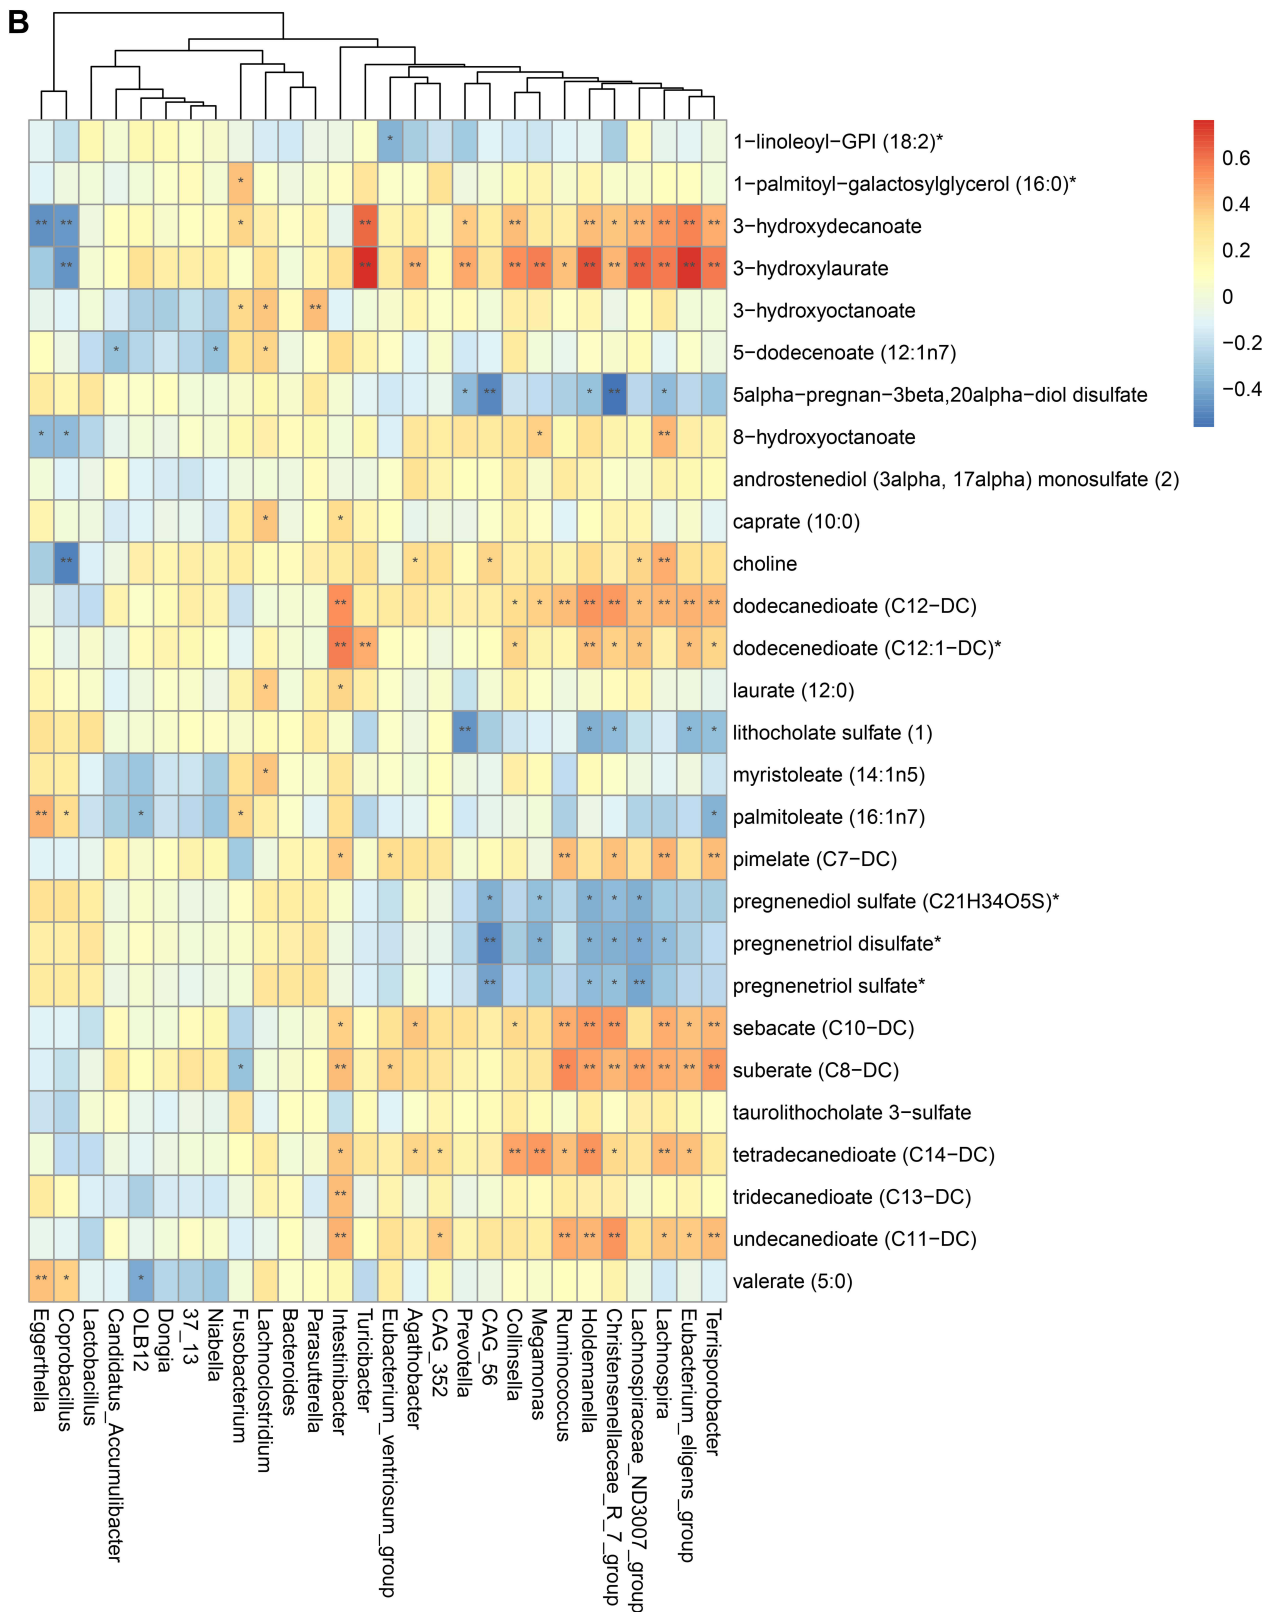 B
1−linoleoyl−GPI (18:2)*
1−palmitoyl−galactosylglycerol (16:0)*
3−hydroxydecanoate
3−hydroxylaurate
3−hydroxyoctanoate
5−dodecenoate (12:1n7)
5alpha−pregnan−3beta,20alpha−diol disulfate
8−hydroxyoctanoate
androstenediol (3alpha, 17alpha) monosulfate (2)
caprate (10:0)
choline
dodecanedioate (C12−DC)
dodecenedioate (C12:1−DC)*
laurate (12:0)
lithocholate sulfate (1)
myristoleate (14:1n5)
palmitoleate (16:1n7)
pimelate (C7−DC)
pregnenediol sulfate (C21H34O5S)*
pregnenetriol disulfate*
pregnenetriol sulfate*
sebacate (C10−DC)
suberate (C8−DC)
taurolithocholate 3−sulfate
tetradecanedioate (C14−DC)
tridecanedioate (C13−DC)
undecanedioate (C11−DC)
valerate (5:0)
0.6
0.4
0.2
0
−0.2
−0.4
Eggerthella
Coprobacillus
Lactobacillus
Candidatus_Accumulibacter
OLB12
Dongia
37_13
Niabella
Fusobacterium
Lachnoclostridium
Bacteroides
Parasutterella
Intestinibacter
Turicibacter
Eubacterium_ventriosum_group
Agathobacter
CAG_352
Prevotella
CAG_56
Collinsella
Megamonas
Ruminococcus
Holdemanella
Christensenellaceae_R_7_group
Lachnospiraceae_ND3007_group
Lachnospira
Eubacterium_eligens_group
Terrisporobacter